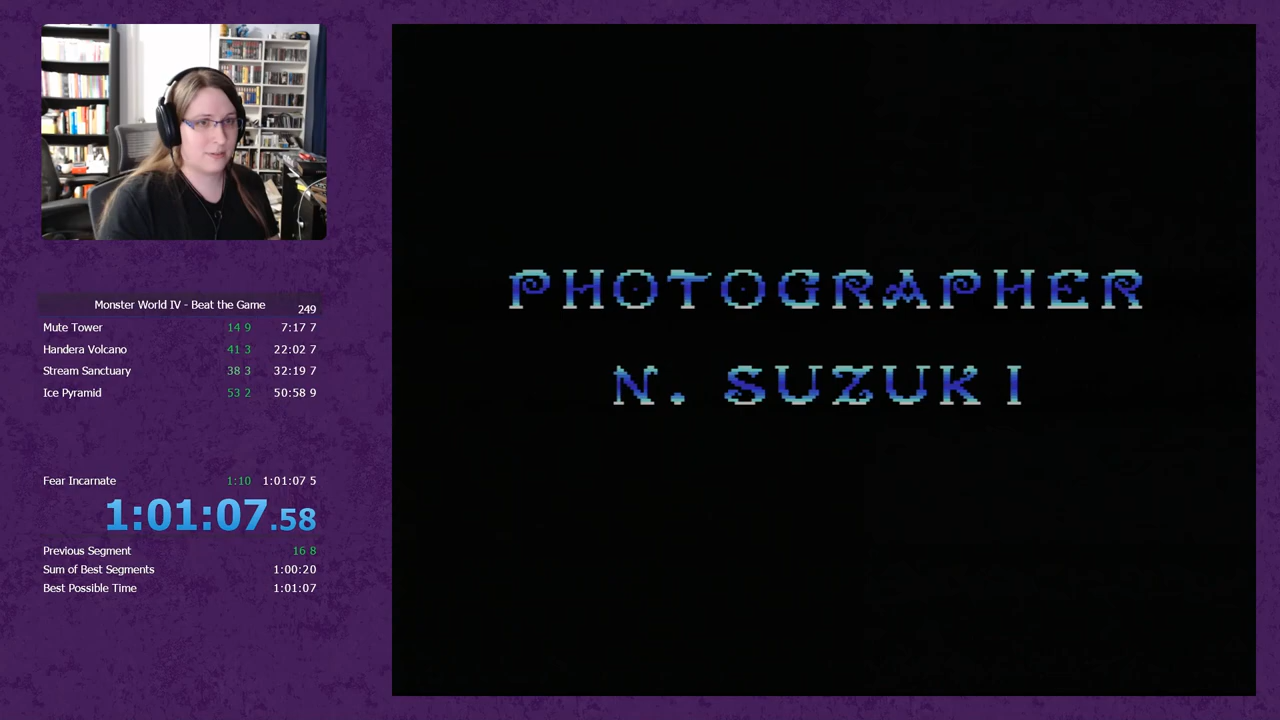 Monster World IV - Beat the Game
249
Mute Tower 14 9 7:17 7
Handera Volcano 41 3 22:02 7
Stream Sanctuary 38 3 32:19 7
Ice Pyramid 53 2 50:58 9
Fear Incarnate 1:10 1:01:07 5
1:01:07.58
Previous Segment 16 8
Sum of Best Segments 1:00:20
Best Possible Time 1:01:07
PHOTOGRAPHER
N. SUZUKI